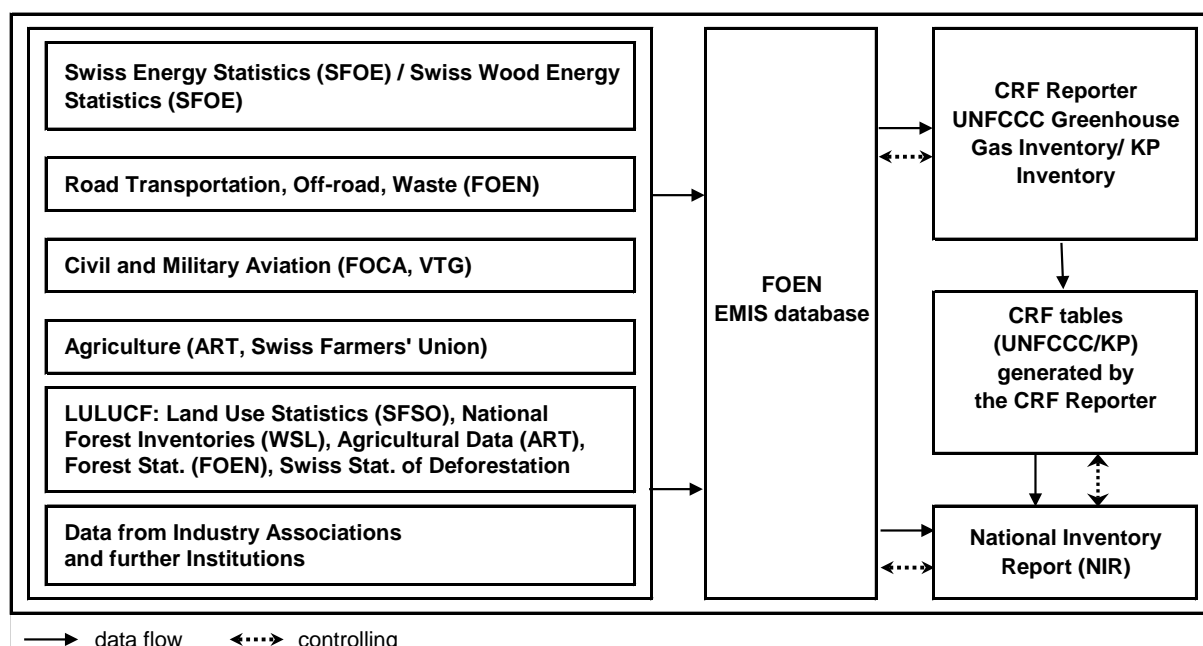 Swiss Energy Statistics (SFOE) / Swiss Wood Energy
Statistics (SFOE)
Road Transportation, Off-road, Waste (FOEN)
Civil and Military Aviation (FOCA, VTG)
Agriculture (ART, Swiss Farmers' Union)
LULUCF: Land Use Statistics (SFSO), National
Forest Inventories (WSL), Agricultural Data (ART),
Forest Stat. (FOEN), Swiss Stat. of Deforestation
Data from Industry Associations
and further Institutions
FOEN
EMIS database
CRF Reporter
UNFCCC Greenhouse
Gas Inventory/ KP
Inventory
CRF tables
(UNFCCC/KP)
generated by
the CRF Reporter
National Inventory
Report (NIR)
data flow
controlling